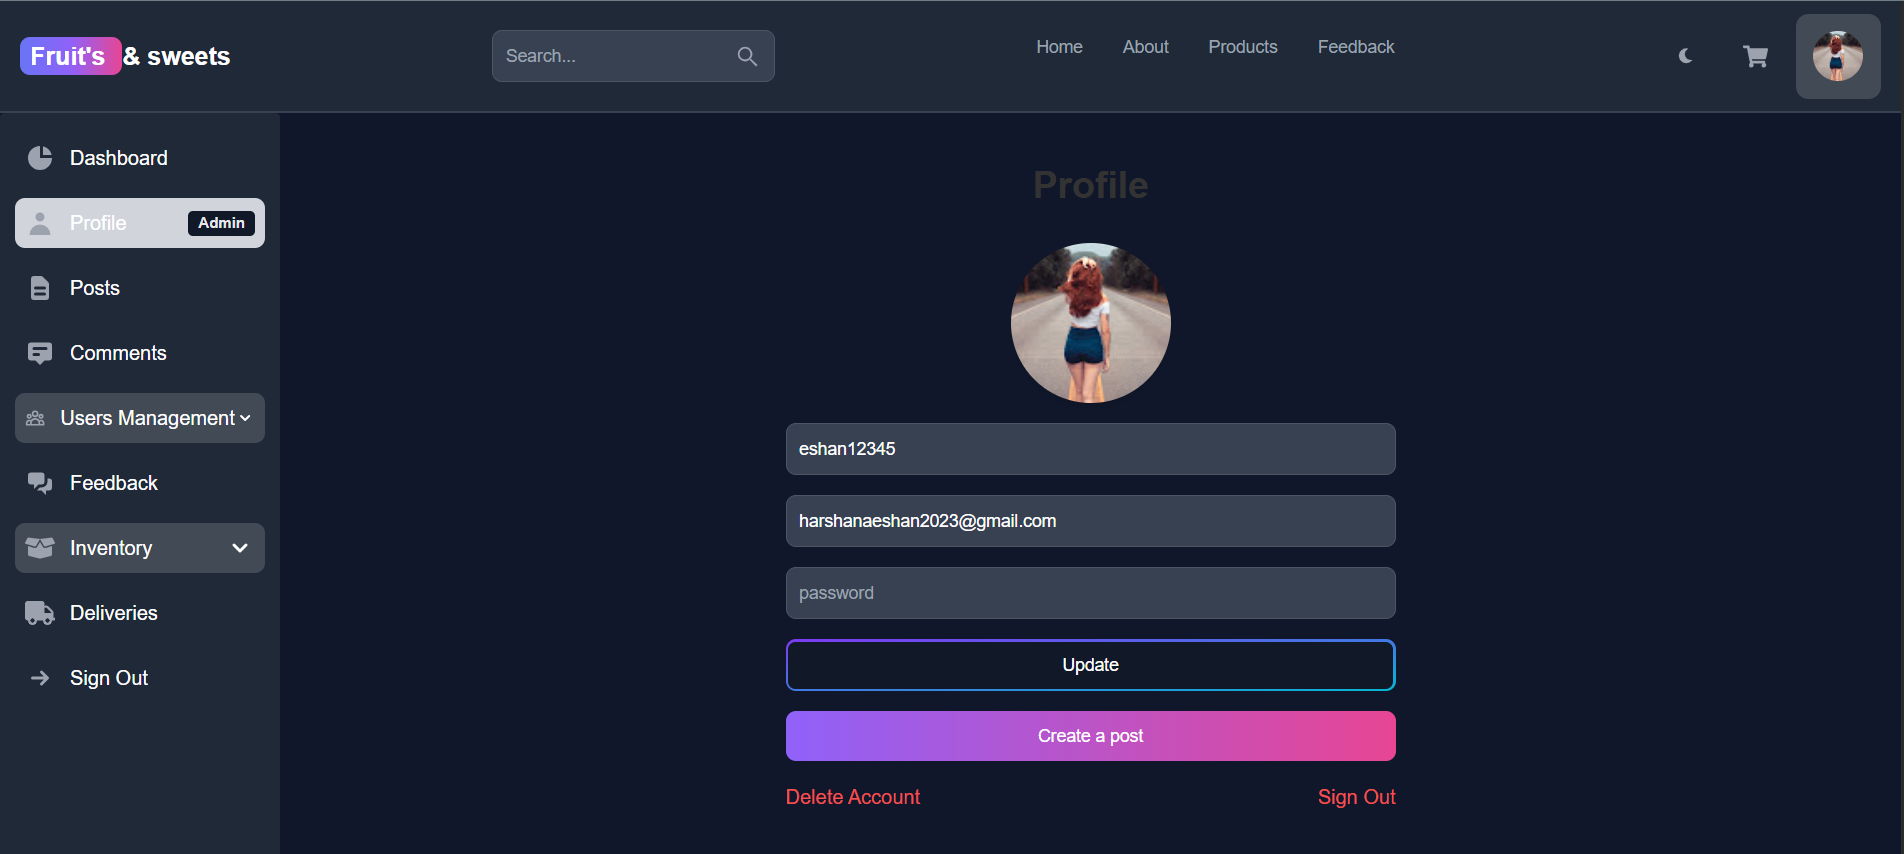 Fruit's & sweets
Search...
Home About Products Feedback
Dashboard
Profile Admin
Posts
Comments
Users Management
Feedback
Inventory
Deliveries
Sign Out
Profile
eshan12345
harshanaeshan2023@gmail.com
password
Update
Create a post
Delete Account Sign Out